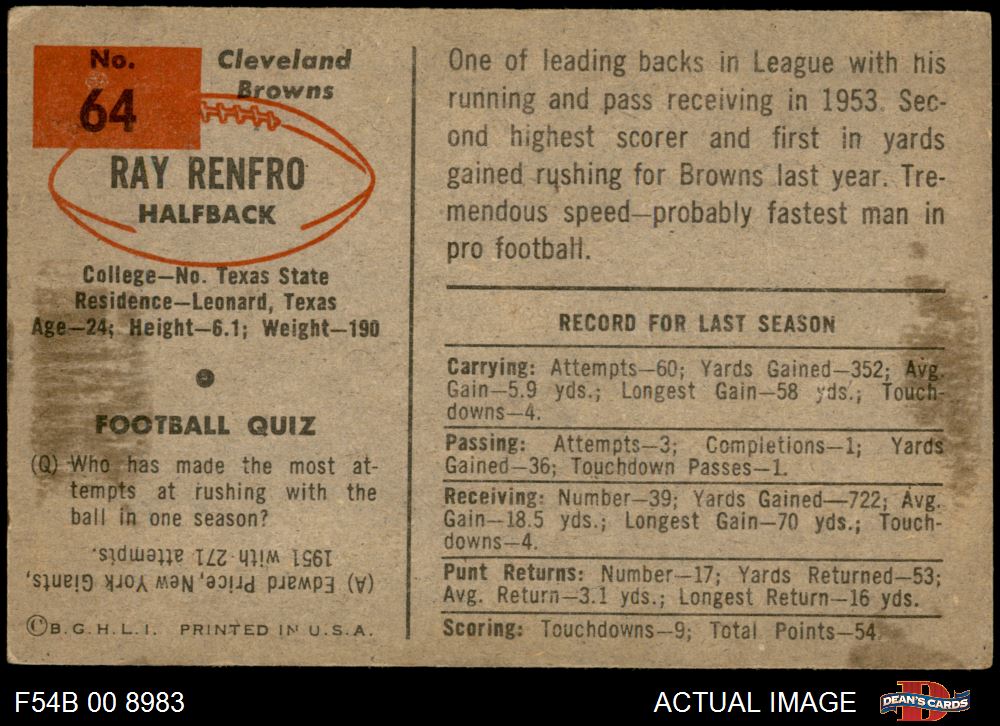 No.
64
Cleveland
Browns
RAY RENFRO
HALFBACK
College—No. Texas State
Residence—Leonard, Texas
Age—24; Height—6.1; Weight—190
FOOTBALL QUIZ
(Q) Who has made the most at-
tempts at rushing with the
ball in one season?
(A) Edward Price, New York Giants,
1951 with 271 attempts.
©B.G.H.L.I. PRINTED IN U.S.A.
One of leading backs in League with his
running and pass receiving in 1953. Sec-
ond highest scorer and first in yards
gained rushing for Browns last year. Tre-
mendous speed—probably fastest man in
pro football.
RECORD FOR LAST SEASON
Carrying: Attempts—60; Yards Gained—352; Avg.
Gain—5.9 yds.; Longest Gain—58 yds.; Touch-
downs—4.
Passing: Attempts—3; Completions—1; Yards
Gained—36; Touchdown Passes—1.
Receiving: Number—39; Yards Gained—722; Avg.
Gain—18.5 yds.; Longest Gain—70 yds.; Touch-
downs—4.
Punt Returns: Number—17; Yards Returned—53;
Avg. Return—3.1 yds.; Longest Return—16 yds.
Scoring: Touchdowns—9; Total Points—54.
F54B 00 8983
ACTUAL IMAGE
DEAN'S CARDS